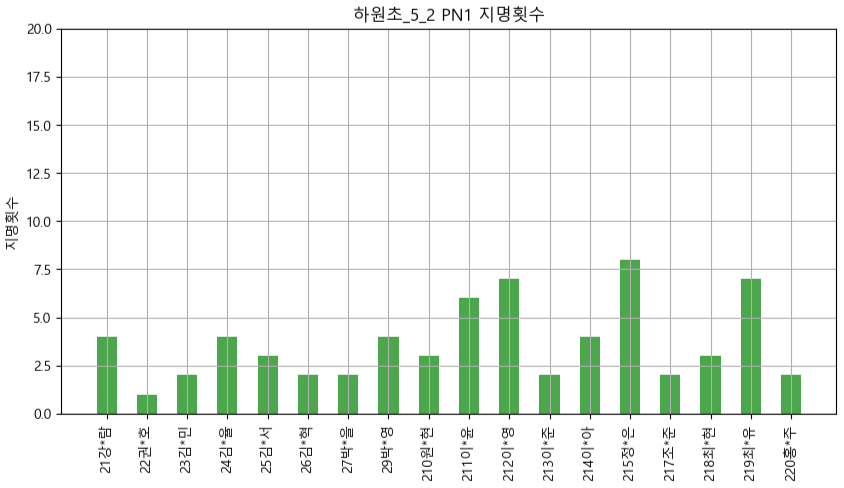 하원초_5_2 PN1 지명횟수
20.0
17.5
15.0
12.5
10.0
7.5
5.0
2.5
0.0
지명횟수
21강*람
22권*호
23김*민
24김*율
25김*서
26김*혁
27박*을
29박*영
210원*현
211이*윤
212이*영
213이*준
214이*아
215정*은
217조*준
218최*현
219최*유
220홍*주